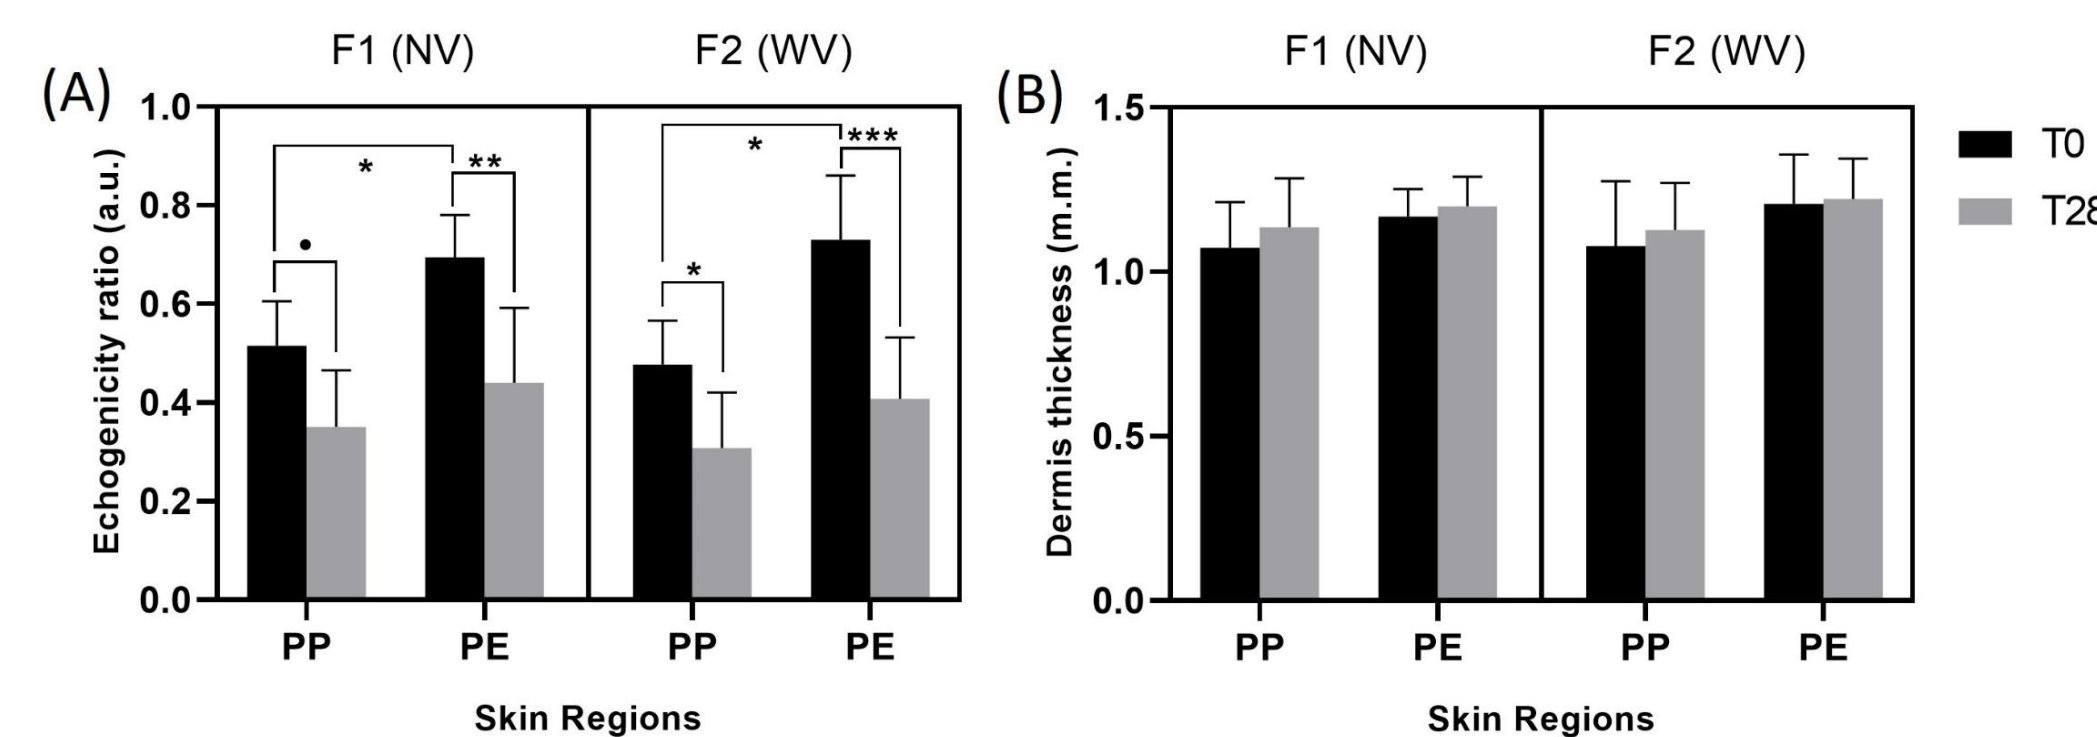 F1 (NV) F2 (WV)
(A)
1.0
0.8
0.6
0.4
0.2
0.0
Echogenicity ratio (a.u.)
* ** * ***
• *
PP PE PP PE
Skin Regions
F1 (NV) F2 (WV)
(B)
1.5
1.0
0.5
0.0
Dermis thickness (m.m.)
PP PE PP PE
Skin Regions
T0
T28